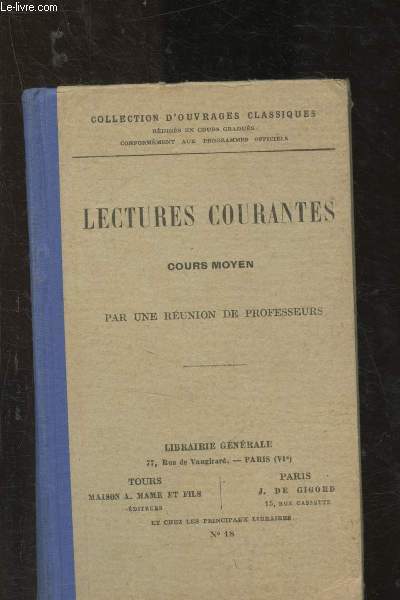 Le-livre.com
COLLECTION D'OUVRAGES CLASSIQUES
RÉDIGÉS EN COURS GRADUÉS
CONFORMÉMENT AUX PROGRAMMES OFFICIELS
LECTURES COURANTES
COURS MOYEN
PAR UNE RÉUNION DE PROFESSEURS
LIBRAIRIE GÉNÉRALE
77, Rue de Vaugirard. — PARIS (VIe)
TOURS
MAISON A. MAME ET FILS
ÉDITEURS
PARIS
J. DE GIGORD
15, RUE CASSETTE
ET CHEZ LES PRINCIPAUX LIBRAIRES
No 18